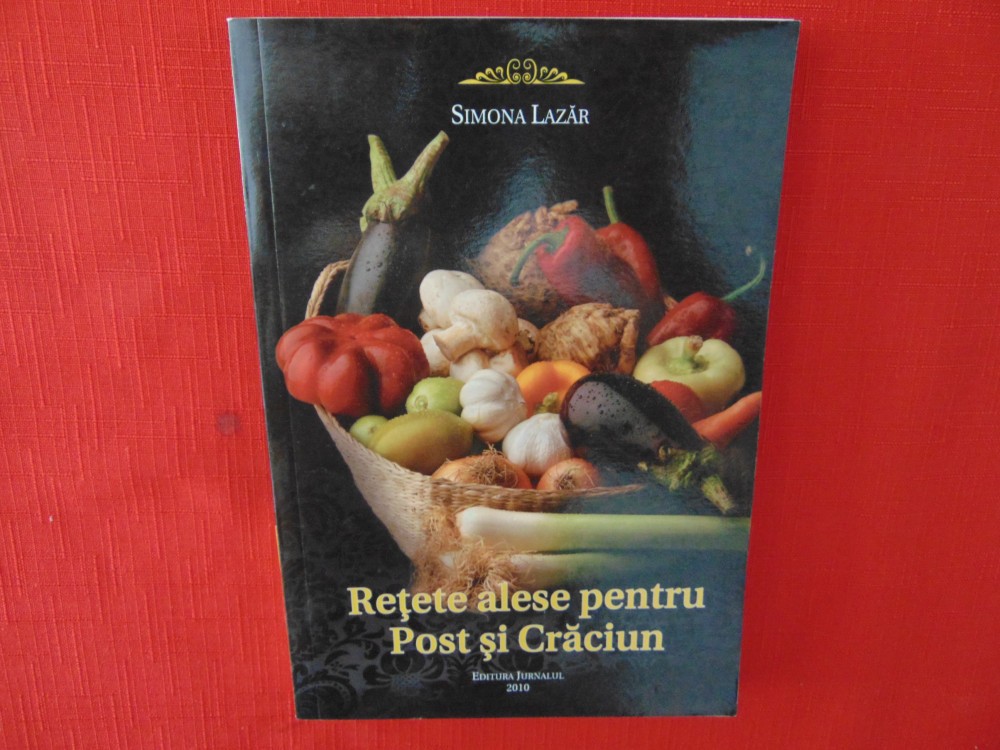 SIMONA LAZĂR
Reţete alese pentru
Post şi Crăciun
EDITURA JURNALUL
2010